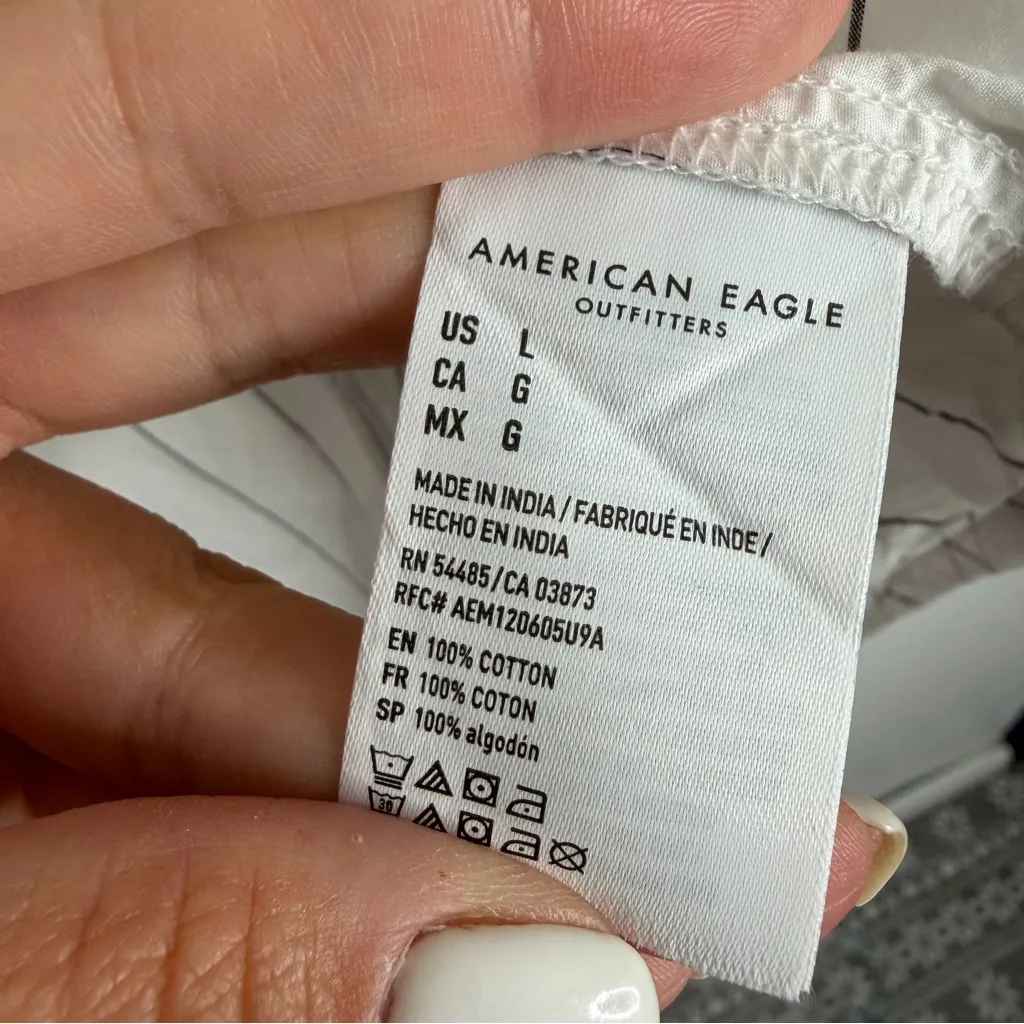 AMERICAN EAGLE
OUTFITTERS
US L
CA G
MX G
MADE IN INDIA / FABRIQUÉ EN INDE /
HECHO EN INDIA
RN 54485/CA 03873
RFC# AEM120605U9A
EN 100% COTTON
FR 100% COTON
SP 100% algodón
30